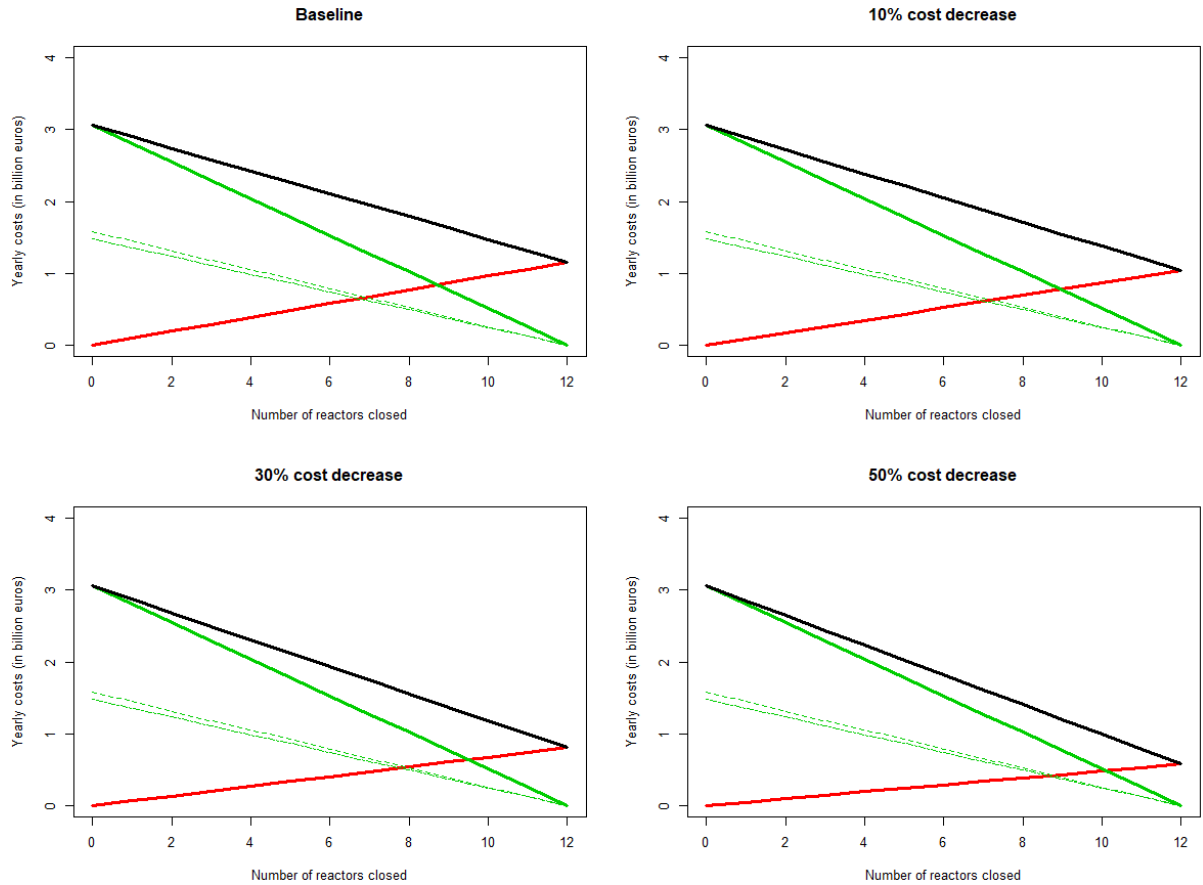 Baseline
Yearly costs (in billion euros)
4
3
2
1
0
0 2 4 6 8 10 12
Number of reactors closed
10% cost decrease
Yearly costs (in billion euros)
4
3
2
1
0
0 2 4 6 8 10 12
Number of reactors closed
30% cost decrease
Yearly costs (in billion euros)
4
3
2
1
0
0 2 4 6 8 10 12
Number of reactors closed
50% cost decrease
Yearly costs (in billion euros)
4
3
2
1
0
0 2 4 6 8 10 12
Number of reactors closed